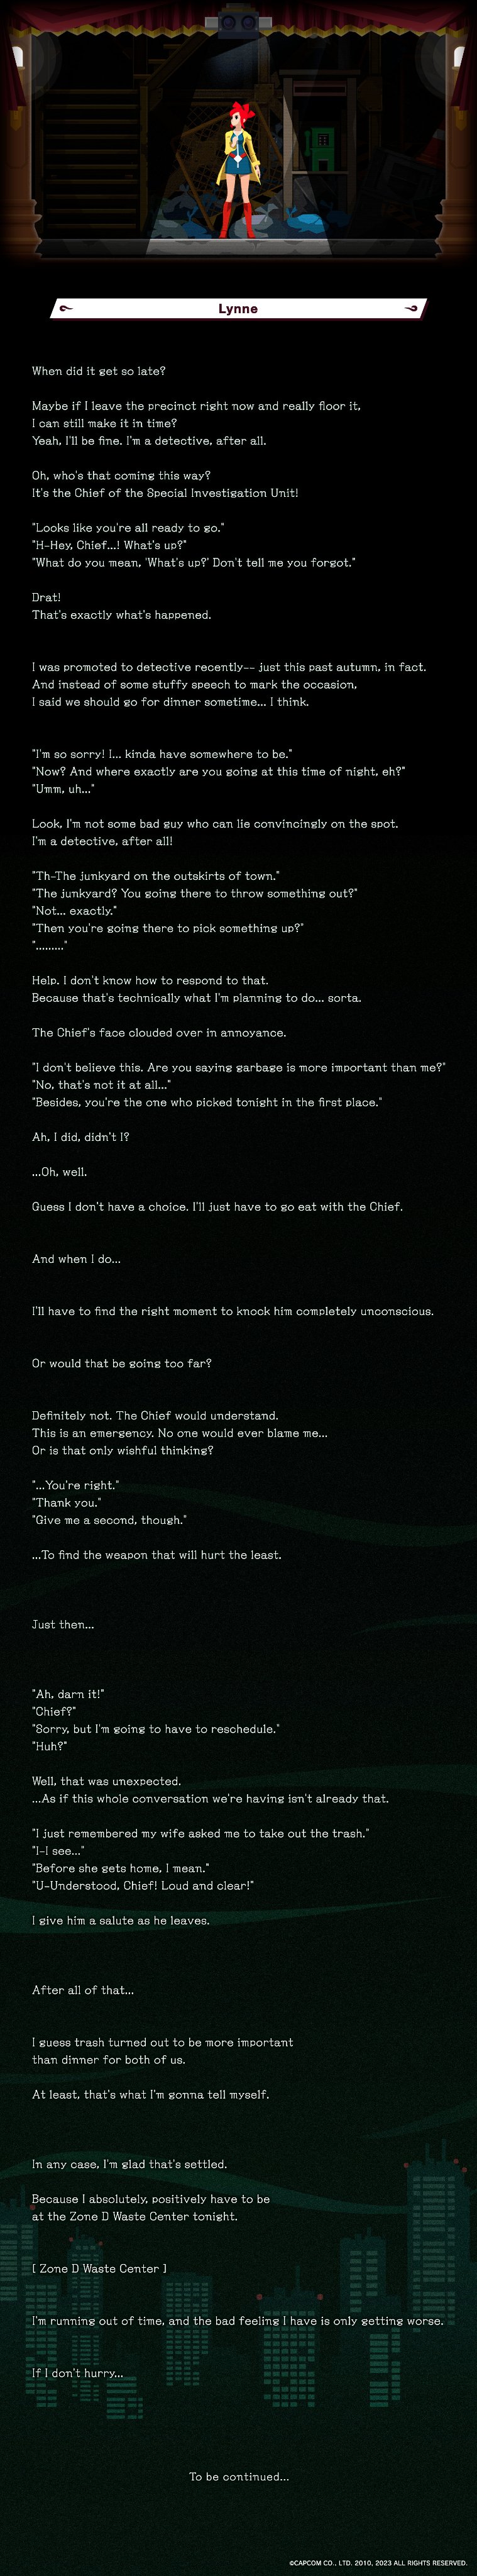 Lynne
When did it get so late?
Maybe if I leave the precinct right now and really floor it,
I can still make it in time?
Yeah, I'll be fine. I'm a detective, after all.
Oh, who's that coming this way?
It's the Chief of the Special Investigation Unit!
"Looks like you're all ready to go."
"H-Hey, Chief...! What's up?"
"What do you mean, 'What's up?' Don't tell me you forgot."
Drat!
That's exactly what's happened.
I was promoted to detective recently-- just this past autumn, in fact.
And instead of some stuffy speech to mark the occasion,
I said we should go for dinner sometime... I think.
"I'm so sorry! I... kinda have somewhere to be."
"Now? And where exactly are you going at this time of night, eh?"
"Umm, uh..."
Look, I'm not some bad guy who can lie convincingly on the spot.
I'm a detective, after all!
"Th-The junkyard on the outskirts of town."
"The junkyard? You going there to throw something out?"
"Not... exactly."
"Then you're going there to pick something up?"
"........."
Help. I don't know how to respond to that.
Because that's technically what I'm planning to do... sorta.
The Chief's face clouded over in annoyance.
"I don't believe this. Are you saying garbage is more important than me?"
"No, that's not it at all..."
"Besides, you're the one who picked tonight in the first place."
Ah, I did, didn't I?
...Oh, well.
Guess I don't have a choice. I'll just have to go eat with the Chief.
And when I do...
I'll have to find the right moment to knock him completely unconscious.
Or would that be going too far?
Definitely not. The Chief would understand.
This is an emergency. No one would ever blame me...
Or is that only wishful thinking?
"...You're right."
"Thank you."
"Give me a second, though."
...To find the weapon that will hurt the least.
Just then...
"Ah, darn it!"
"Chief?"
"Sorry, but I'm going to have to reschedule."
"Huh?"
Well, that was unexpected.
...As if this whole conversation we're having isn't already that.
"I just remembered my wife asked me to take out the trash."
"I-I see..."
"Before she gets home, I mean."
"U-Understood, Chief! Loud and clear!"
I give him a salute as he leaves.
After all of that...
I guess trash turned out to be more important
than dinner for both of us.
At least, that's what I'm gonna tell myself.
In any case, I'm glad that's settled.
Because I absolutely, positively have to be
at the Zone D Waste Center tonight.
[ Zone D Waste Center ]
I'm running out of time, and the bad feeling I have is only getting worse.
If I don't hurry...
To be continued...
©CAPCOM CO., LTD. 2010, 2023 ALL RIGHTS RESERVED.